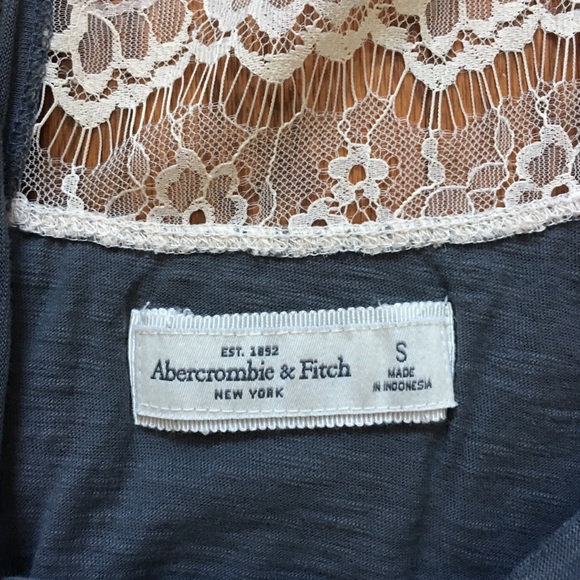 EST. 1892
Abercrombie & Fitch
NEW YORK
S
MADE
IN INDONESIA